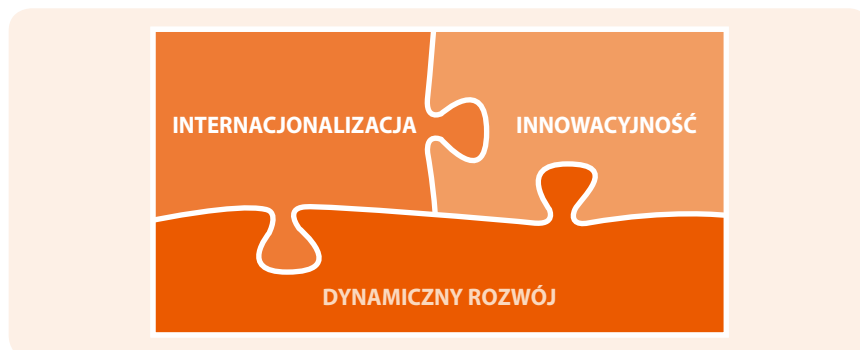 INTERNACJONALIZACJA
INNOWACYJNOŚĆ
DYNAMICZNY ROZWÓJ